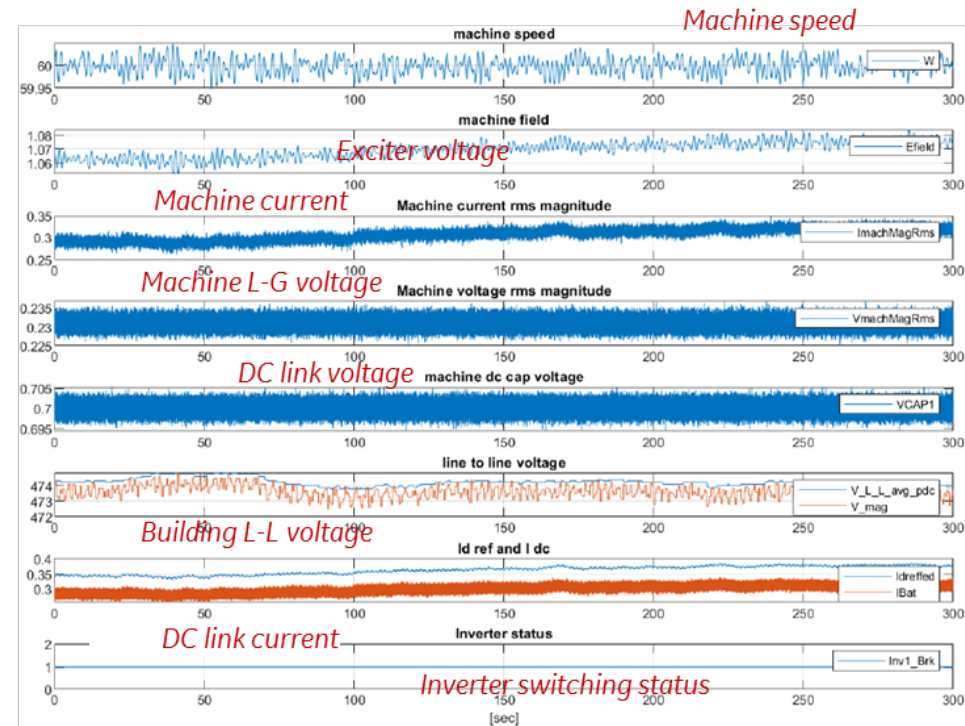 Machine speed
machine speed
60
59.95
W
0 50 100 150 200 250 300
machine field
1.08
1.07
1.06
Exciter voltage
Efield
0 50 100 150 200 250 300
Machine current
Machine current rms magnitude
0.35
0.3
0.25
ImachMagRms
0 50 100 150 200 250 300
Machine L-G voltage
Machine voltage rms magnitude
0.235
0.23
0.225
VmachMagRms
0 50 100 150 200 250 300
DC link voltage
machine dc cap voltage
0.705
0.7
0.695
VCAP1
0 50 100 150 200 250 300
line to line voltage
474
473
472
V_L_L_avg_pdc
V_mag
0 50 100 150 200 250 300
Building L-L voltage
Id ref and I dc
0.4
0.35
0.3
Idreffed
IBat
0 50 100 150 200 250 300
DC link current
Inverter status
2
1
0
Inv1_Brk
Inverter switching status
0 50 100 150 200 250 300
[sec]